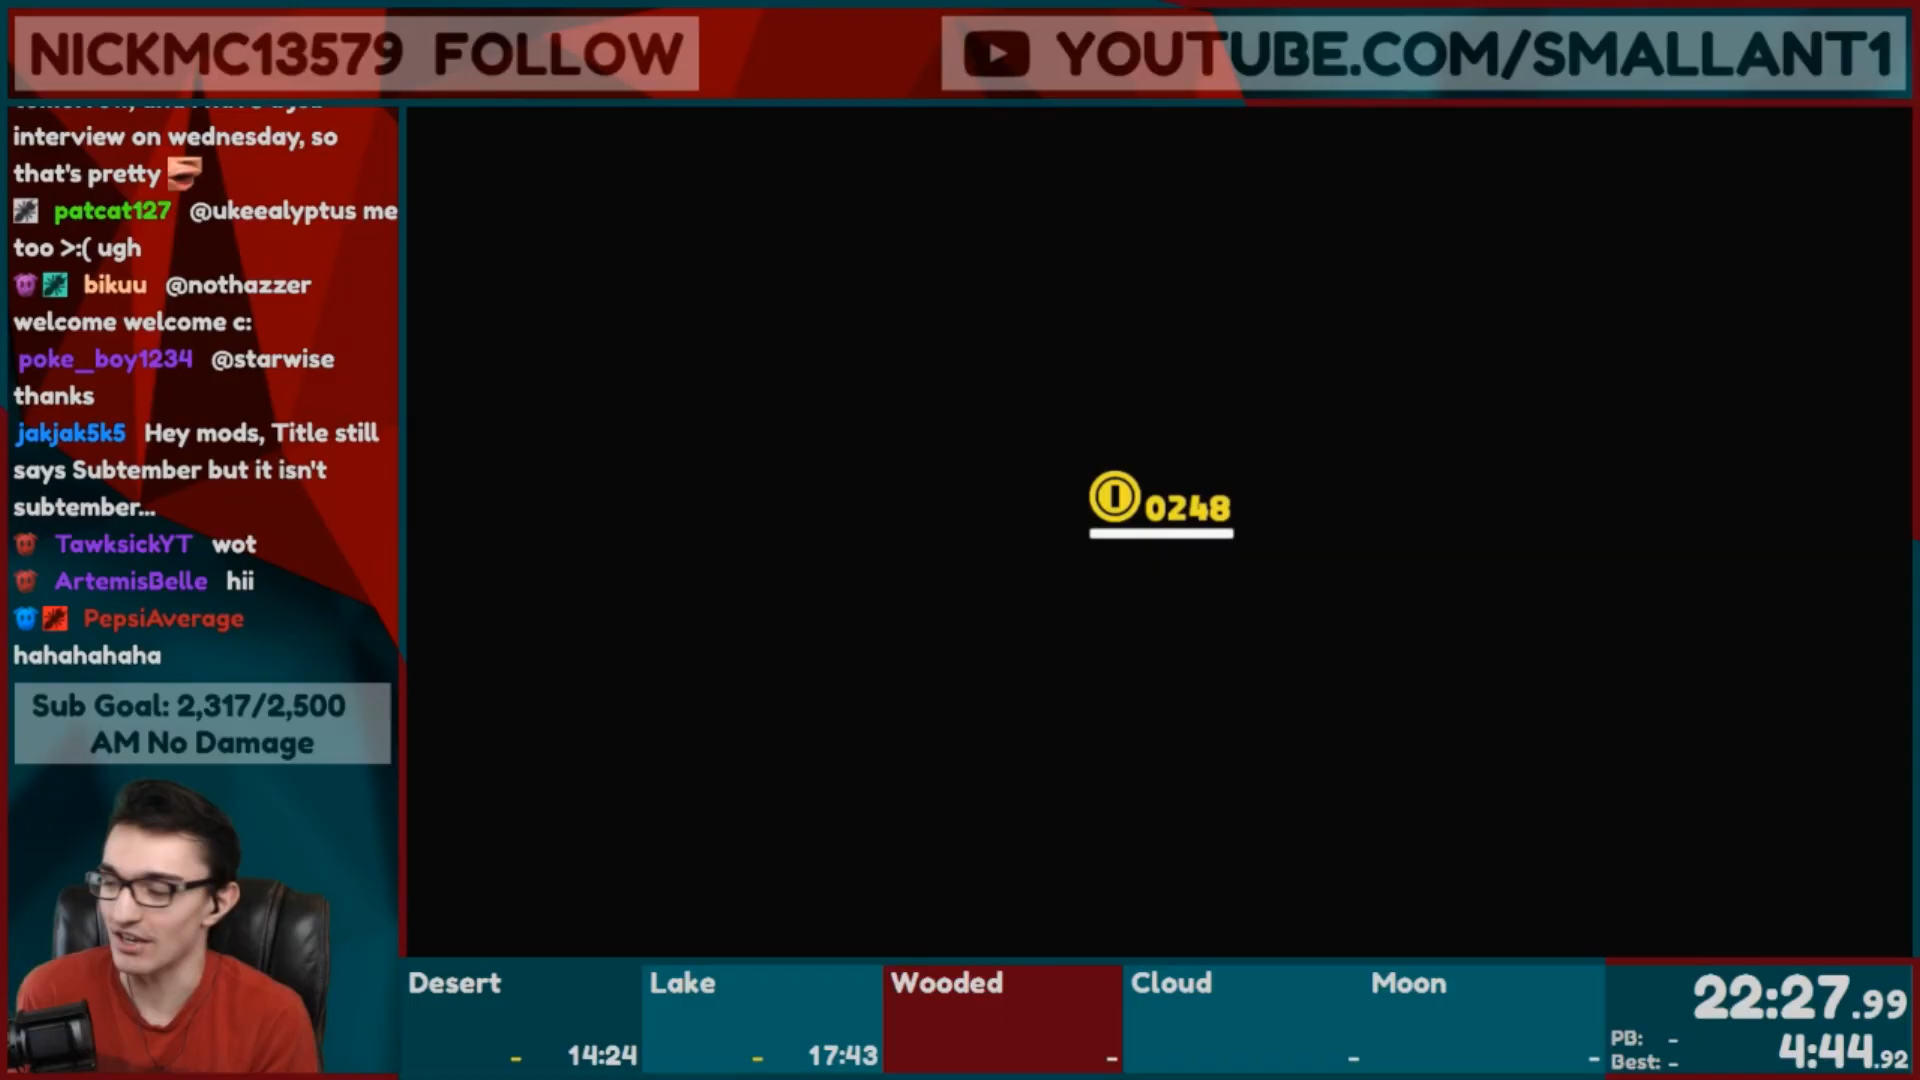 NICKMC13579 FOLLOW
YOUTUBE.COM/SMALLANT1
interview on wednesday, so
that's pretty
patcat127 @ukeealyptus me
too >:( ugh
bikuu @nothazzer
welcome welcome c:
poke_boy1234 @starwise
thanks
jakjak5k5 Hey mods, Title still
says Subtember but it isn't
subtember...
TawksickYT wot
ArtemisBelle hii
PepsiAverage
hahahahaha
Sub Goal: 2,317/2,500
AM No Damage
0248
Desert
- 14:24
Lake
- 17:43
Wooded
-
Cloud
-
Moon
-
22:27.99
PB: -
Best: -
4:44.92